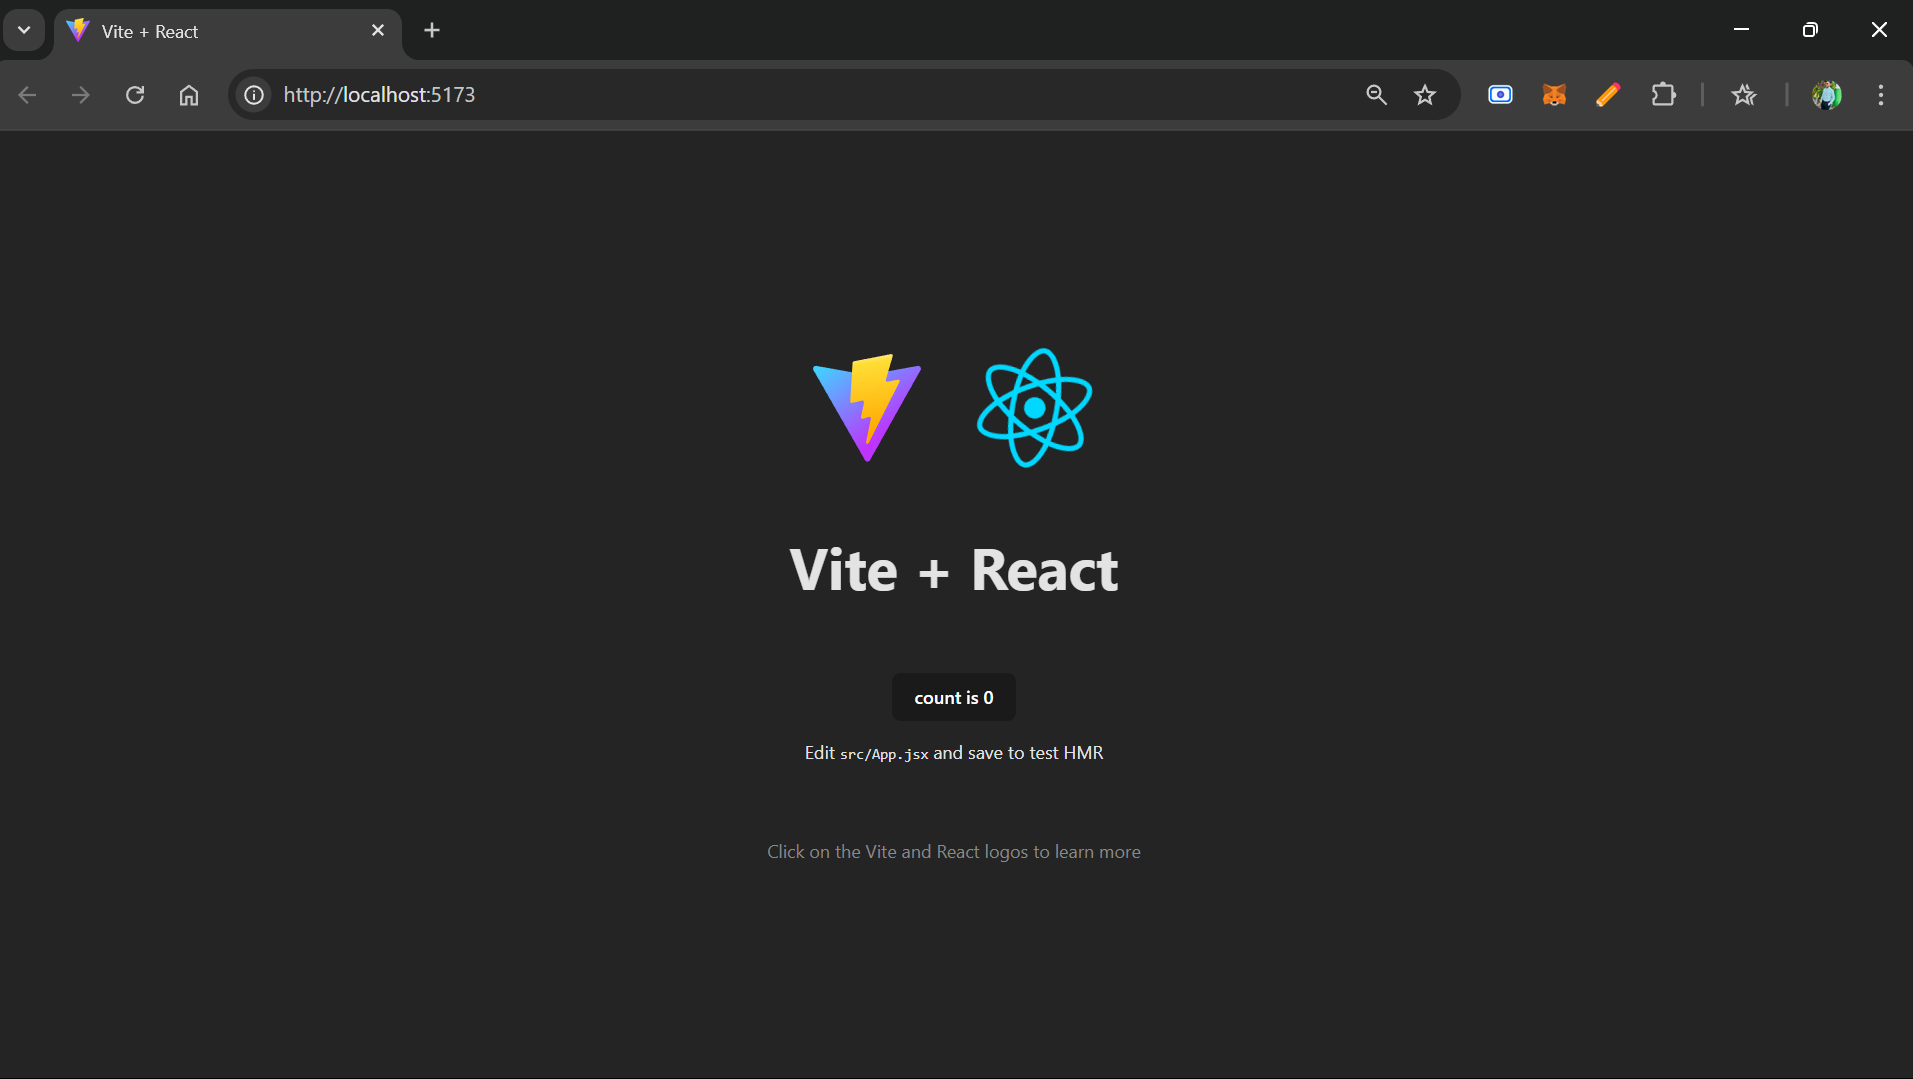 Vite + React
http://localhost:5173
Vite + React
count is 0
Edit src/App.jsx and save to test HMR
Click on the Vite and React logos to learn more